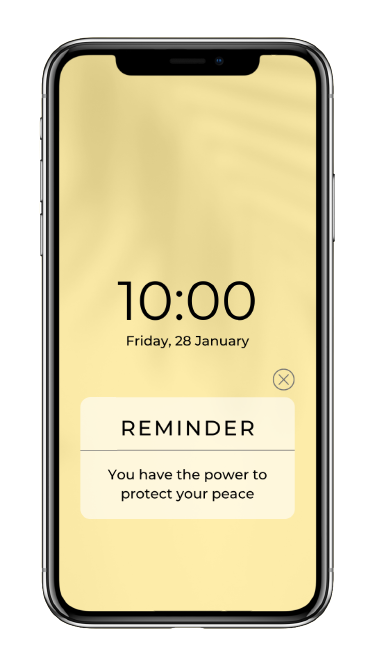 10:00
Friday, 28 January
REMINDER
You have the power to
protect your peace